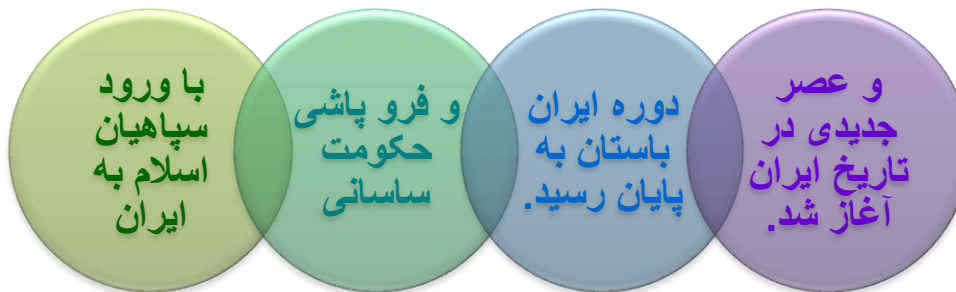 با ورود
سپاهیان
اسلام به
ایران
و فرو پاشی
حکومت
ساسانی
دوره ایران
باستان به
پایان رسید.
و عصر
جدیدی در
تاریخ ایران
آغاز شد.